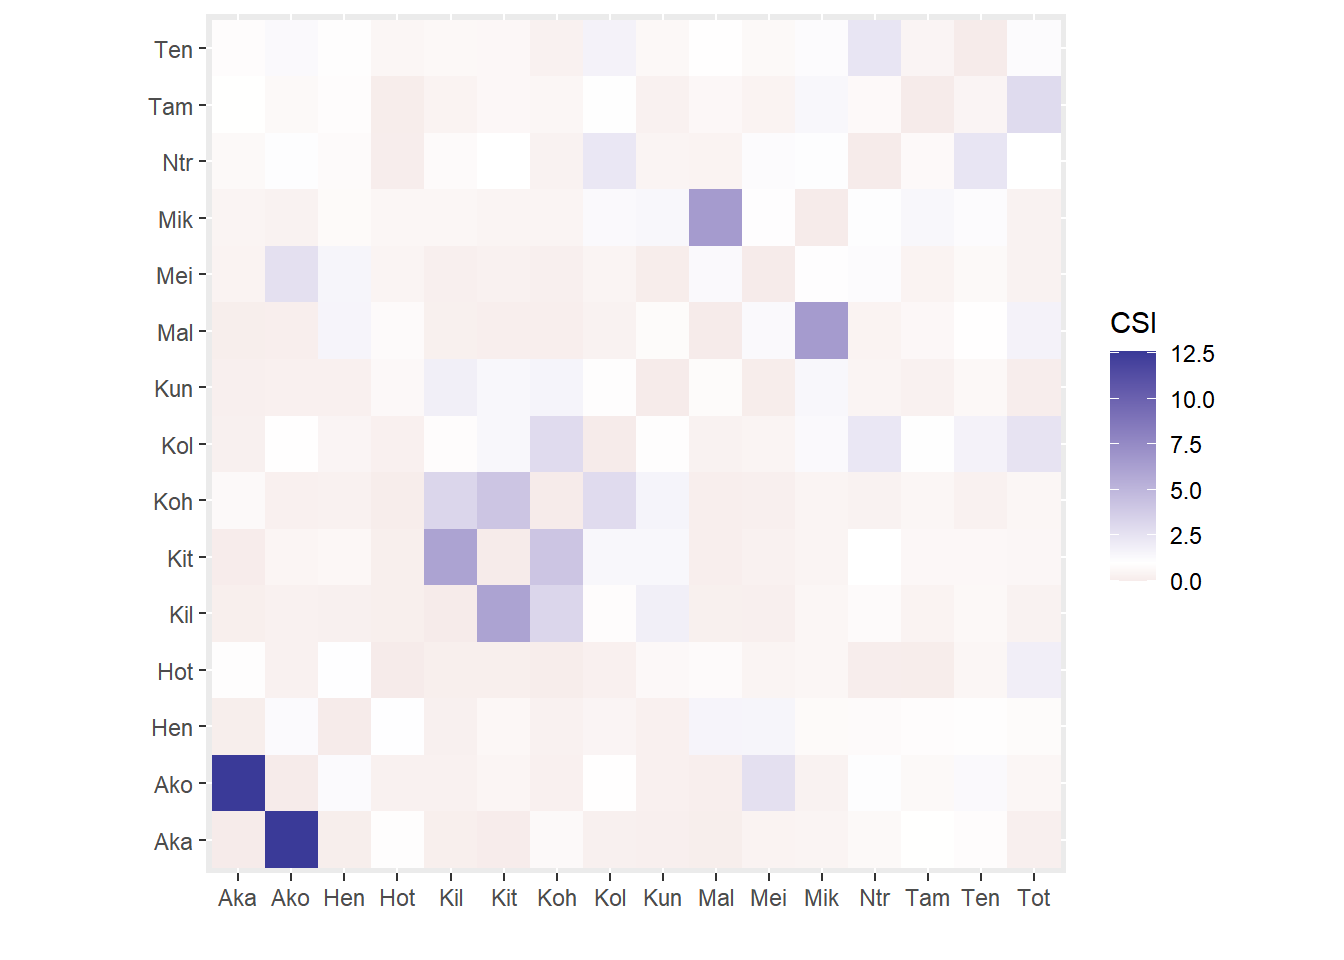 Ten
Tam
Ntr
Mik
Mei
Mal
Kun
Kol
Koh
Kit
Kil
Hot
Hen
Ako
Aka
Aka Ako Hen Hot Kil Kit Koh Kol Kun Mal Mei Mik Ntr Tam Ten Tot
CSI
12.5
10.0
7.5
5.0
2.5
0.0